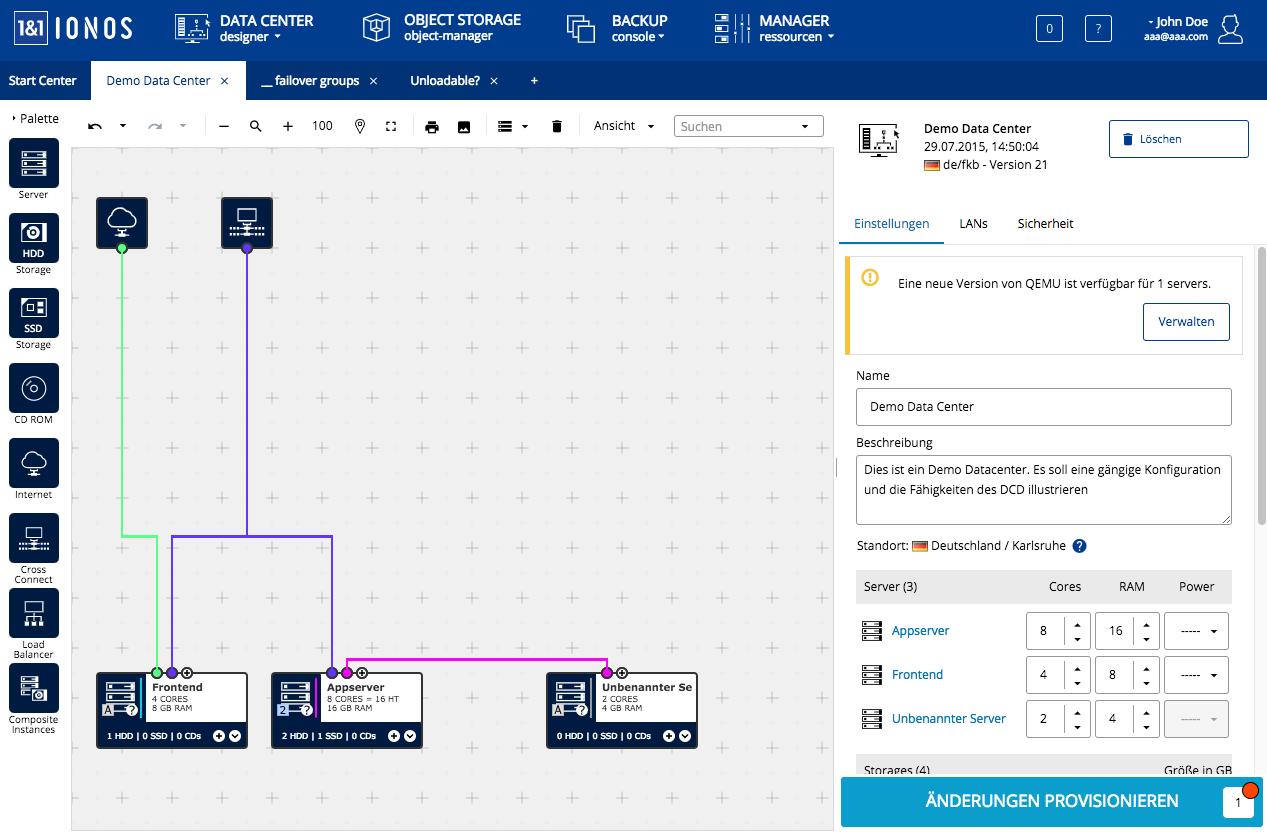 1&1 IONOS
DATA CENTER
designer
OBJECT STORAGE
object-manager
BACKUP
console
MANAGER
ressourcen
0
?
John Doe
aaa@aaa.com
Start Center
Demo Data Center ×
__ failover groups ×
Unloadable? ×
+
Palette
100
Ansicht
Suchen
Server
HDD
Storage
SSD
Storage
CD ROM
Internet
Cross
Connect
Load
Balancer
Composite
Instances
Frontend
4 CORES
8 GB RAM
A ?
1 HDD | 0 SSD | 0 CDs
Appserver
8 CORES = 16 HT
16 GB RAM
2 ?
2 HDD | 1 SSD | 0 CDs
Unbenannter Se
2 CORES
4 GB RAM
A ?
0 HDD | 0 SSD | 0 CDs
Demo Data Center
29.07.2015, 14:50:04
de/fkb - Version 21
Löschen
Einstellungen LANs Sicherheit
Eine neue Version von QEMU ist verfügbar für 1 servers.
Verwalten
Name
Demo Data Center
Beschreibung
Dies ist ein Demo Datacenter. Es soll eine gängige Konfiguration
und die Fähigkeiten des DCD illustrieren
Standort: Deutschland / Karlsruhe ?
Server (3) Cores RAM Power
Appserver 8 16 -----
Frontend 4 8 -----
Unbenannter Server 2 4 -----
Storages (4) Größe in GB
ÄNDERUNGEN PROVISIONIEREN 1